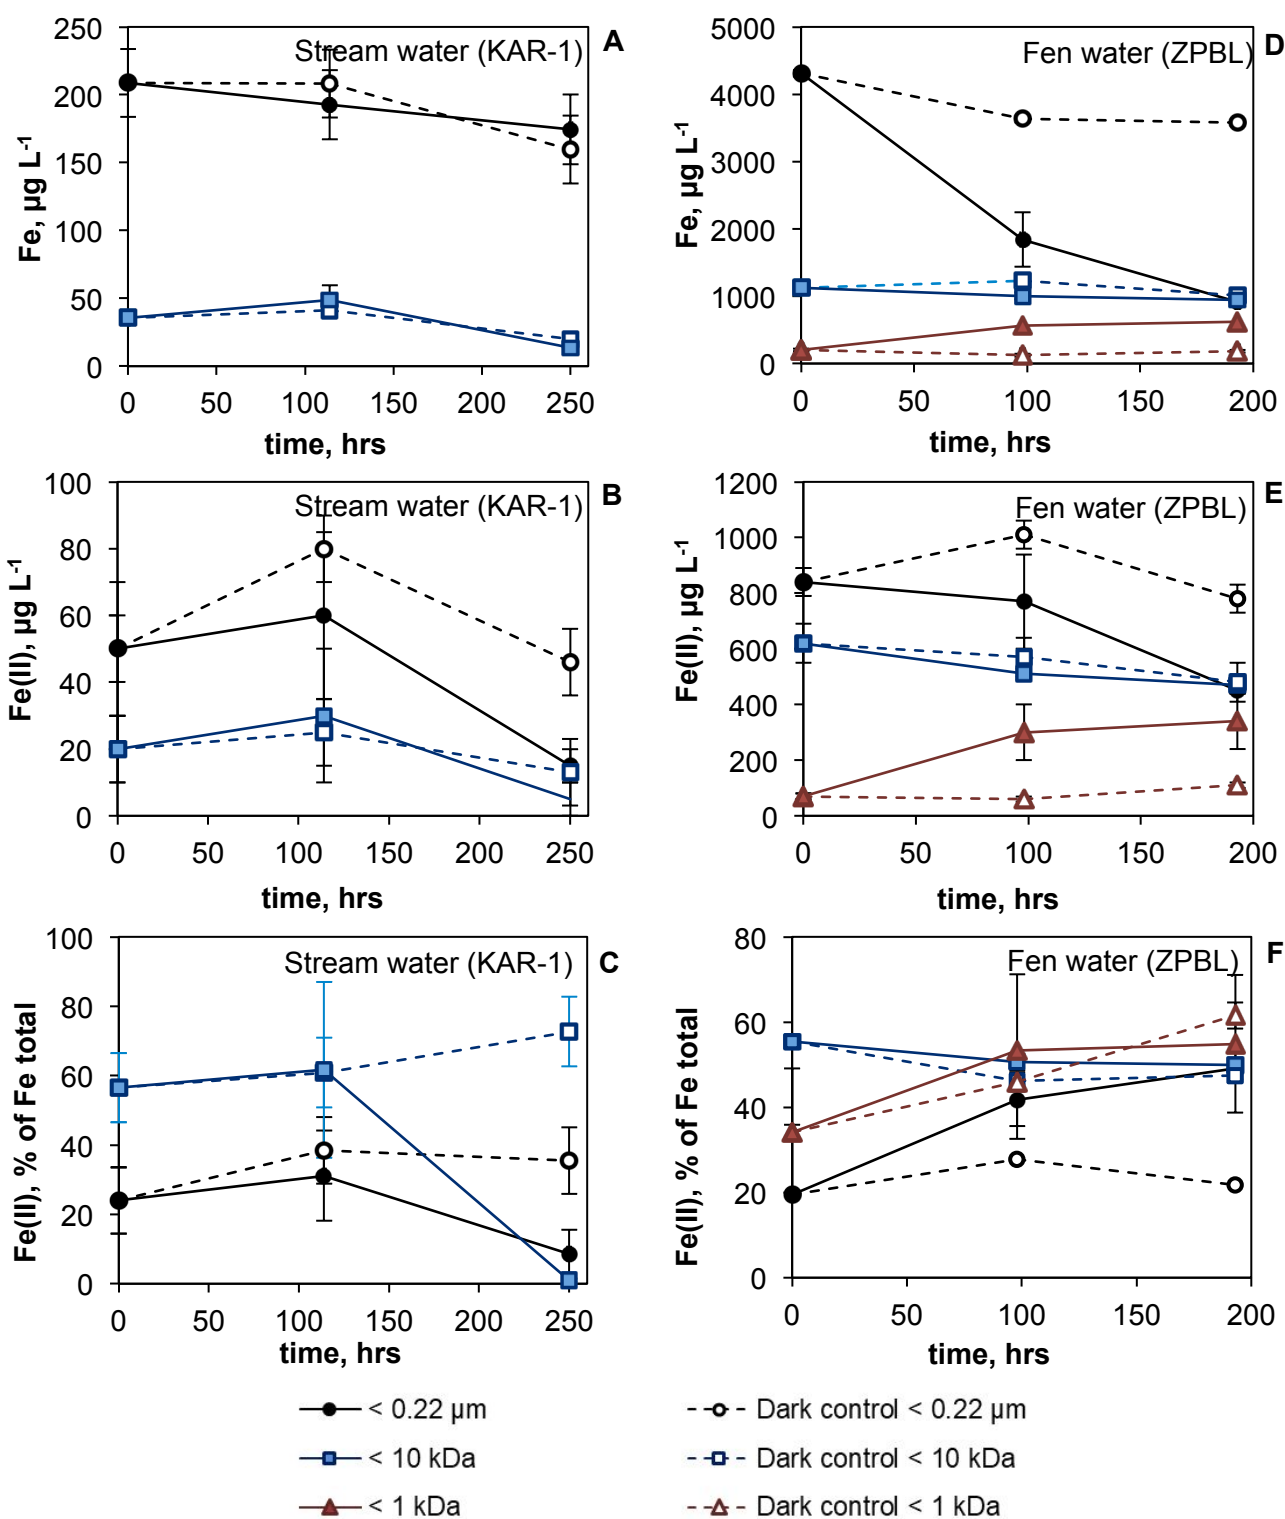 Stream water (KAR-1)
A
Fe, µg L-1
250
200
150
100
50
0
0 50 100 150 200 250
time, hrs
Fen water (ZPBL)
D
Fe, µg L-1
5000
4000
3000
2000
1000
0
0 50 100 150 200
time, hrs
Stream water (KAR-1)
B
Fe(II), µg L-1
100
80
60
40
20
0
0 50 100 150 200 250
time, hrs
Fen water (ZPBL)
E
Fe(II), µg L-1
1200
1000
800
600
400
200
0
0 50 100 150 200
time, hrs
Stream water (KAR-1)
C
Fe(II), % of Fe total
100
80
60
40
20
0
0 50 100 150 200 250
time, hrs
Fen water (ZPBL)
F
Fe(II), % of Fe total
80
60
40
20
0
0 50 100 150 200
time, hrs
< 0.22 µm
Dark control < 0.22 µm
< 10 kDa
Dark control < 10 kDa
< 1 kDa
Dark control < 1 kDa